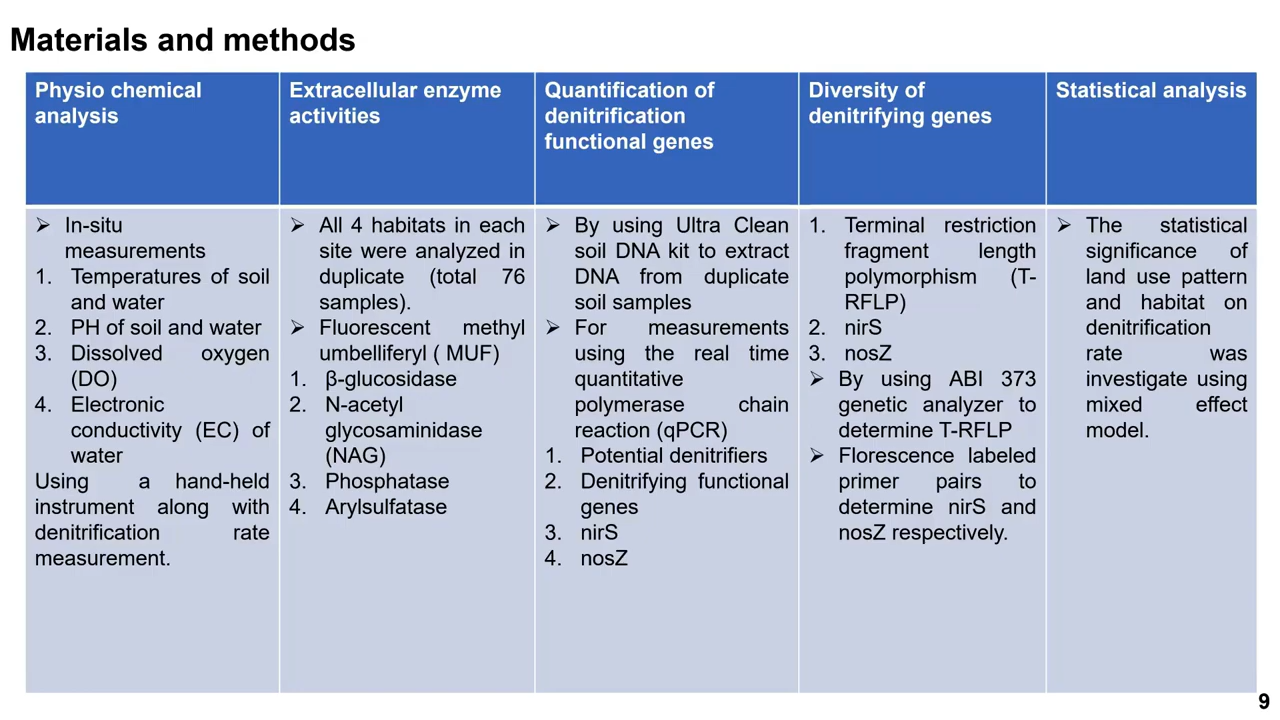 Materials and methods
Physio chemical
analysis
Extracellular enzyme
activities
Quantification of
denitrification
functional genes
Diversity of
denitrifying genes
Statistical analysis
➢ In-situ
measurements
1. Temperatures of soil
and water
2. PH of soil and water
3. Dissolved oxygen
(DO)
4. Electronic
conductivity (EC) of
water
Using a hand-held
instrument along with
denitrification rate
measurement.
➢ All 4 habitats in each
site were analyzed in
duplicate (total 76
samples).
➢ Fluorescent methyl
umbelliferyl ( MUF)
1. β-glucosidase
2. N-acetyl
glycosaminidase
(NAG)
3. Phosphatase
4. Arylsulfatase
➢ By using Ultra Clean
soil DNA kit to extract
DNA from duplicate
soil samples
➢ For measurements
using the real time
quantitative
polymerase chain
reaction (qPCR)
1. Potential denitrifiers
2. Denitrifying functional
genes
3. nirS
4. nosZ
1. Terminal restriction
fragment length
polymorphism (T-
RFLP)
2. nirS
3. nosZ
➢ By using ABI 373
genetic analyzer to
determine T-RFLP
➢ Florescence labeled
primer pairs to
determine nirS and
nosZ respectively.
➢ The statistical
significance of
land use pattern
and habitat on
denitrification
rate was
investigate using
mixed effect
model.
9